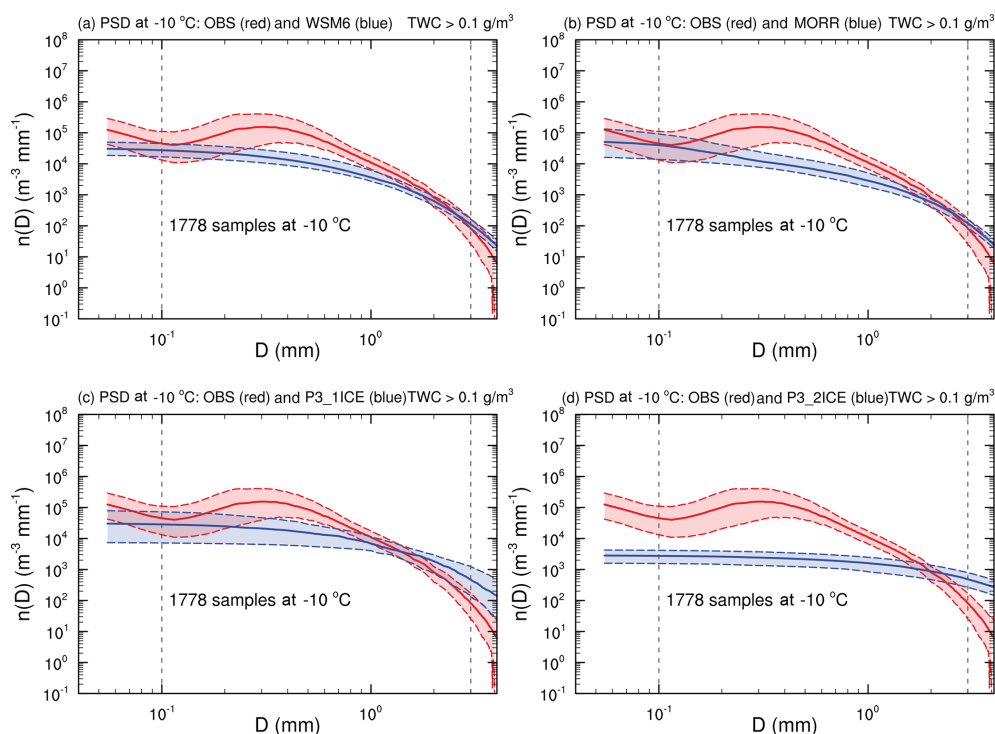 (a) PSD at -10 °C: OBS (red) and WSM6 (blue) TWC > 0.1 g/m³
10⁸
10⁷
10⁶
10⁵
10⁴
10³
10²
10¹
10⁰
10⁻¹
n(D) (m⁻³ mm⁻¹)
1778 samples at -10 °C
10⁻¹ 10⁰
D (mm)
(b) PSD at -10 °C: OBS (red) and MORR (blue) TWC > 0.1 g/m³
10⁸
10⁷
10⁶
10⁵
10⁴
10³
10²
10¹
10⁰
10⁻¹
n(D) (m⁻³ mm⁻¹)
1778 samples at -10 °C
10⁻¹ 10⁰
D (mm)
(c) PSD at -10 °C: OBS (red) and P3_1ICE (blue)TWC > 0.1 g/m³
10⁸
10⁷
10⁶
10⁵
10⁴
10³
10²
10¹
10⁰
10⁻¹
n(D) (m⁻³ mm⁻¹)
1778 samples at -10 °C
10⁻¹ 10⁰
D (mm)
(d) PSD at -10 °C: OBS (red) and P3_2ICE (blue)TWC > 0.1 g/m³
10⁸
10⁷
10⁶
10⁵
10⁴
10³
10²
10¹
10⁰
10⁻¹
n(D) (m⁻³ mm⁻¹)
1778 samples at -10 °C
10⁻¹ 10⁰
D (mm)